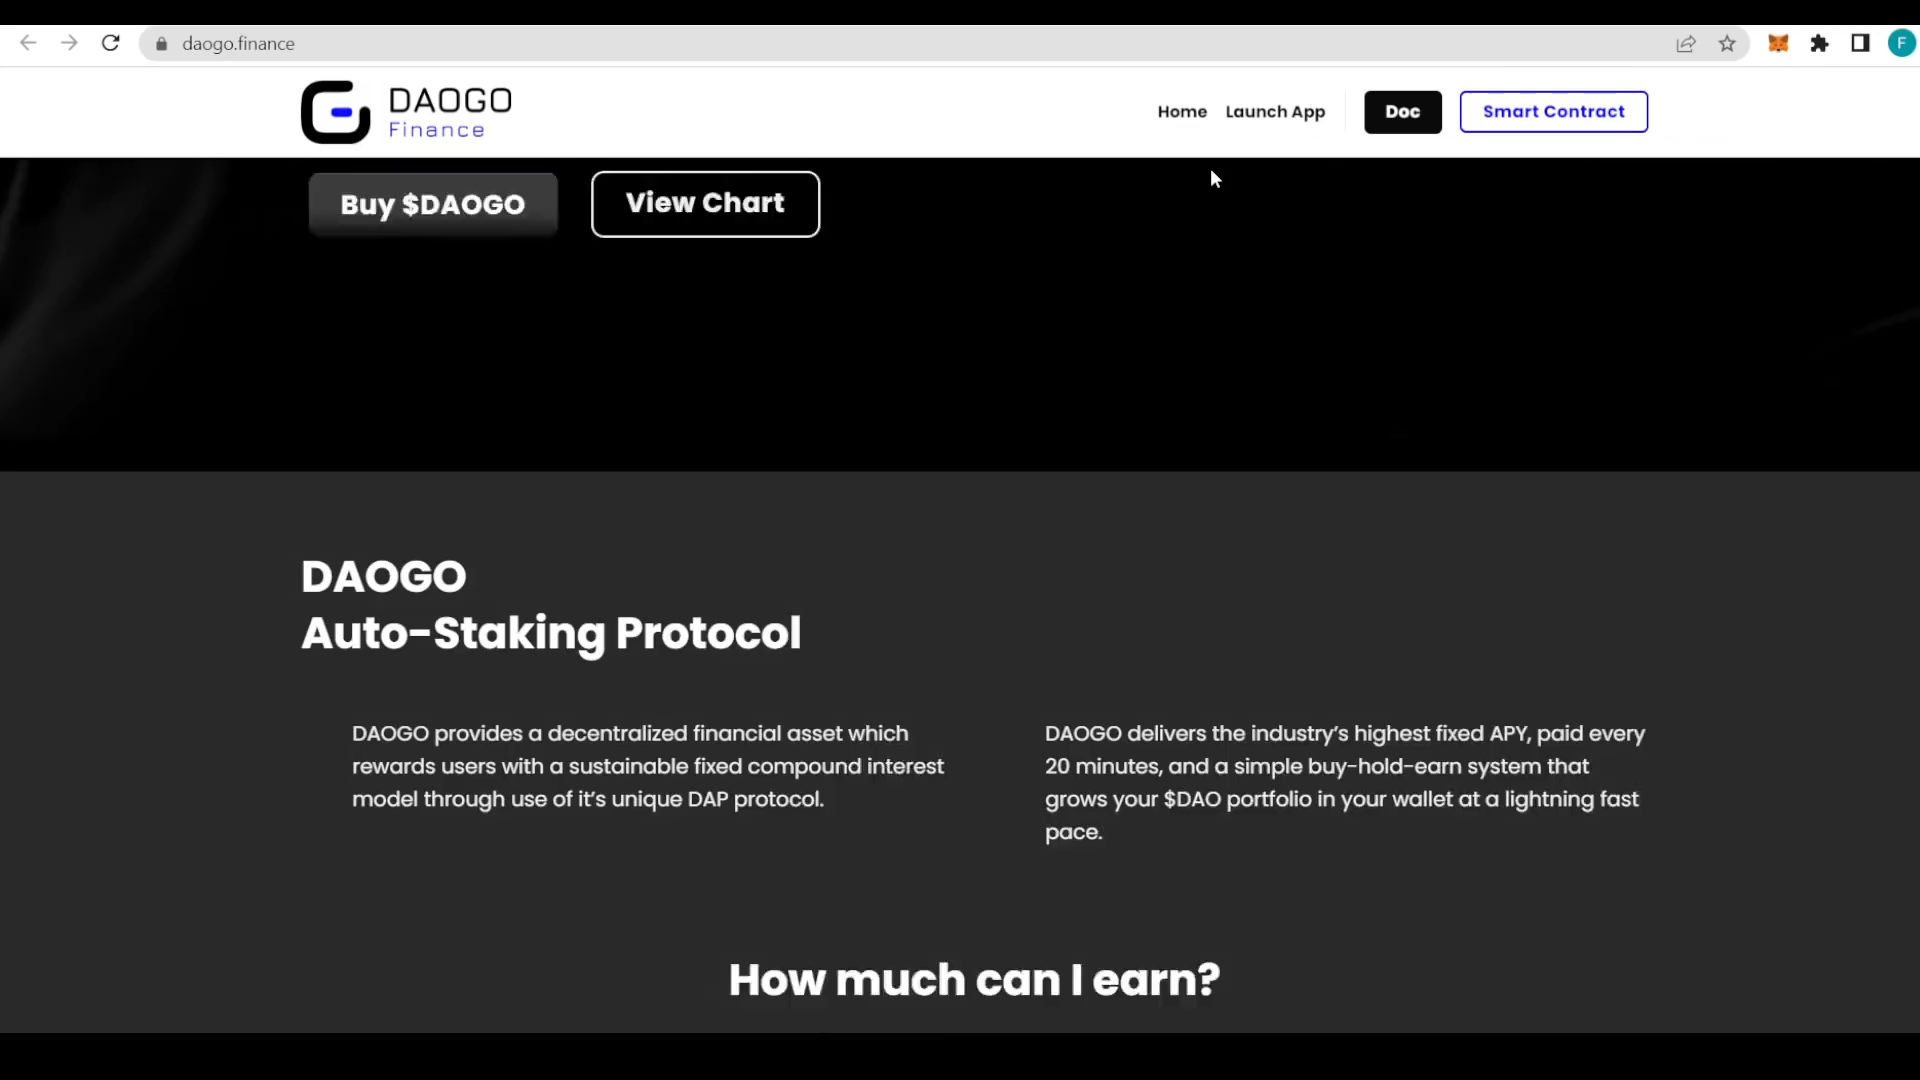 daogo.finance
F
DAOGO
Finance
Home
Launch App
Doc
Smart Contract
Buy $DAOGO
View Chart
DAOGO
Auto-Staking Protocol
DAOGO provides a decentralized financial asset which
rewards users with a sustainable fixed compound interest
model through use of it’s unique DAP protocol.
DAOGO delivers the industry’s highest fixed APY, paid every
20 minutes, and a simple buy-hold-earn system that
grows your $DAO portfolio in your wallet at a lightning fast
pace.
How much can I earn?